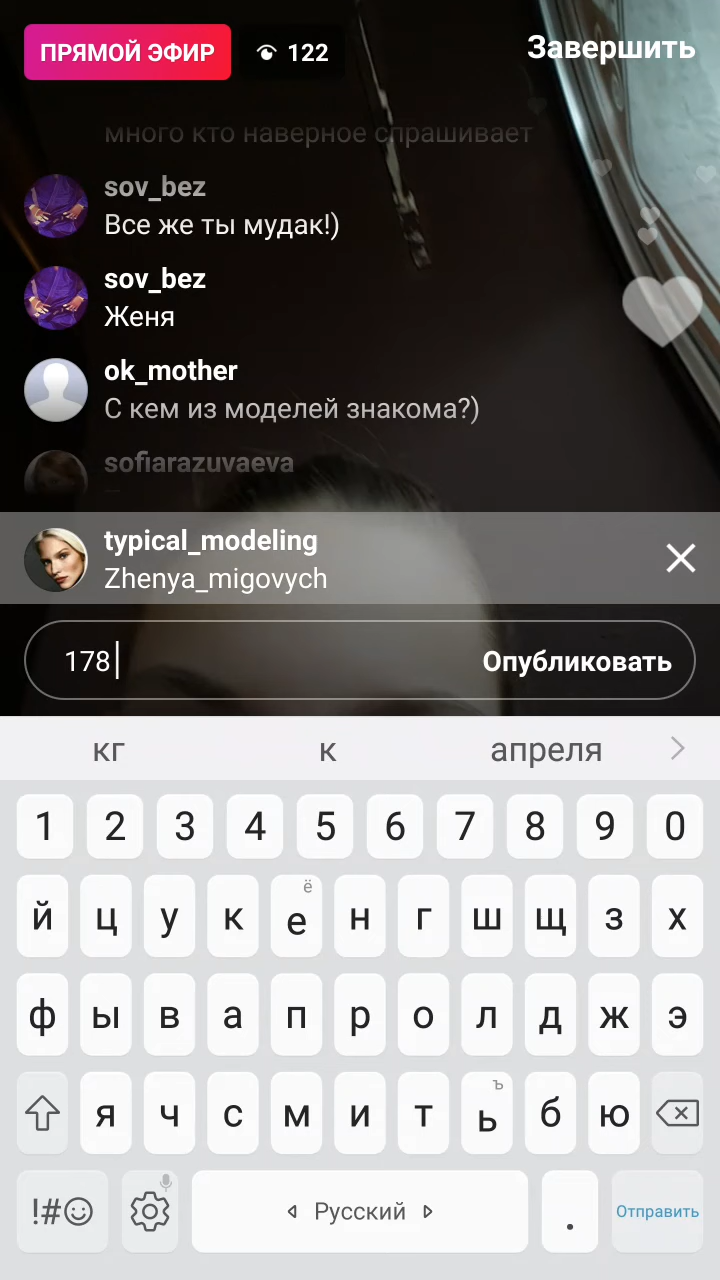 ПРЯМОЙ ЭФИР 122 Завершить
много кто наверное спрашивает
sov_bez
Все же ты мудак!)
sov_bez
Женя
ok_mother
С кем из моделей знакома?)
sofiarazuvaeva
typical_modeling
Zhenya_migovych
178 Опубликовать
кг к апреля
1 2 3 4 5 6 7 8 9 0
ё
й ц у к е н г ш щ з х
ф ы в а п р о л д ж э
ъ
я ч с м и т ь б ю
!#☺ Русский . Отправить